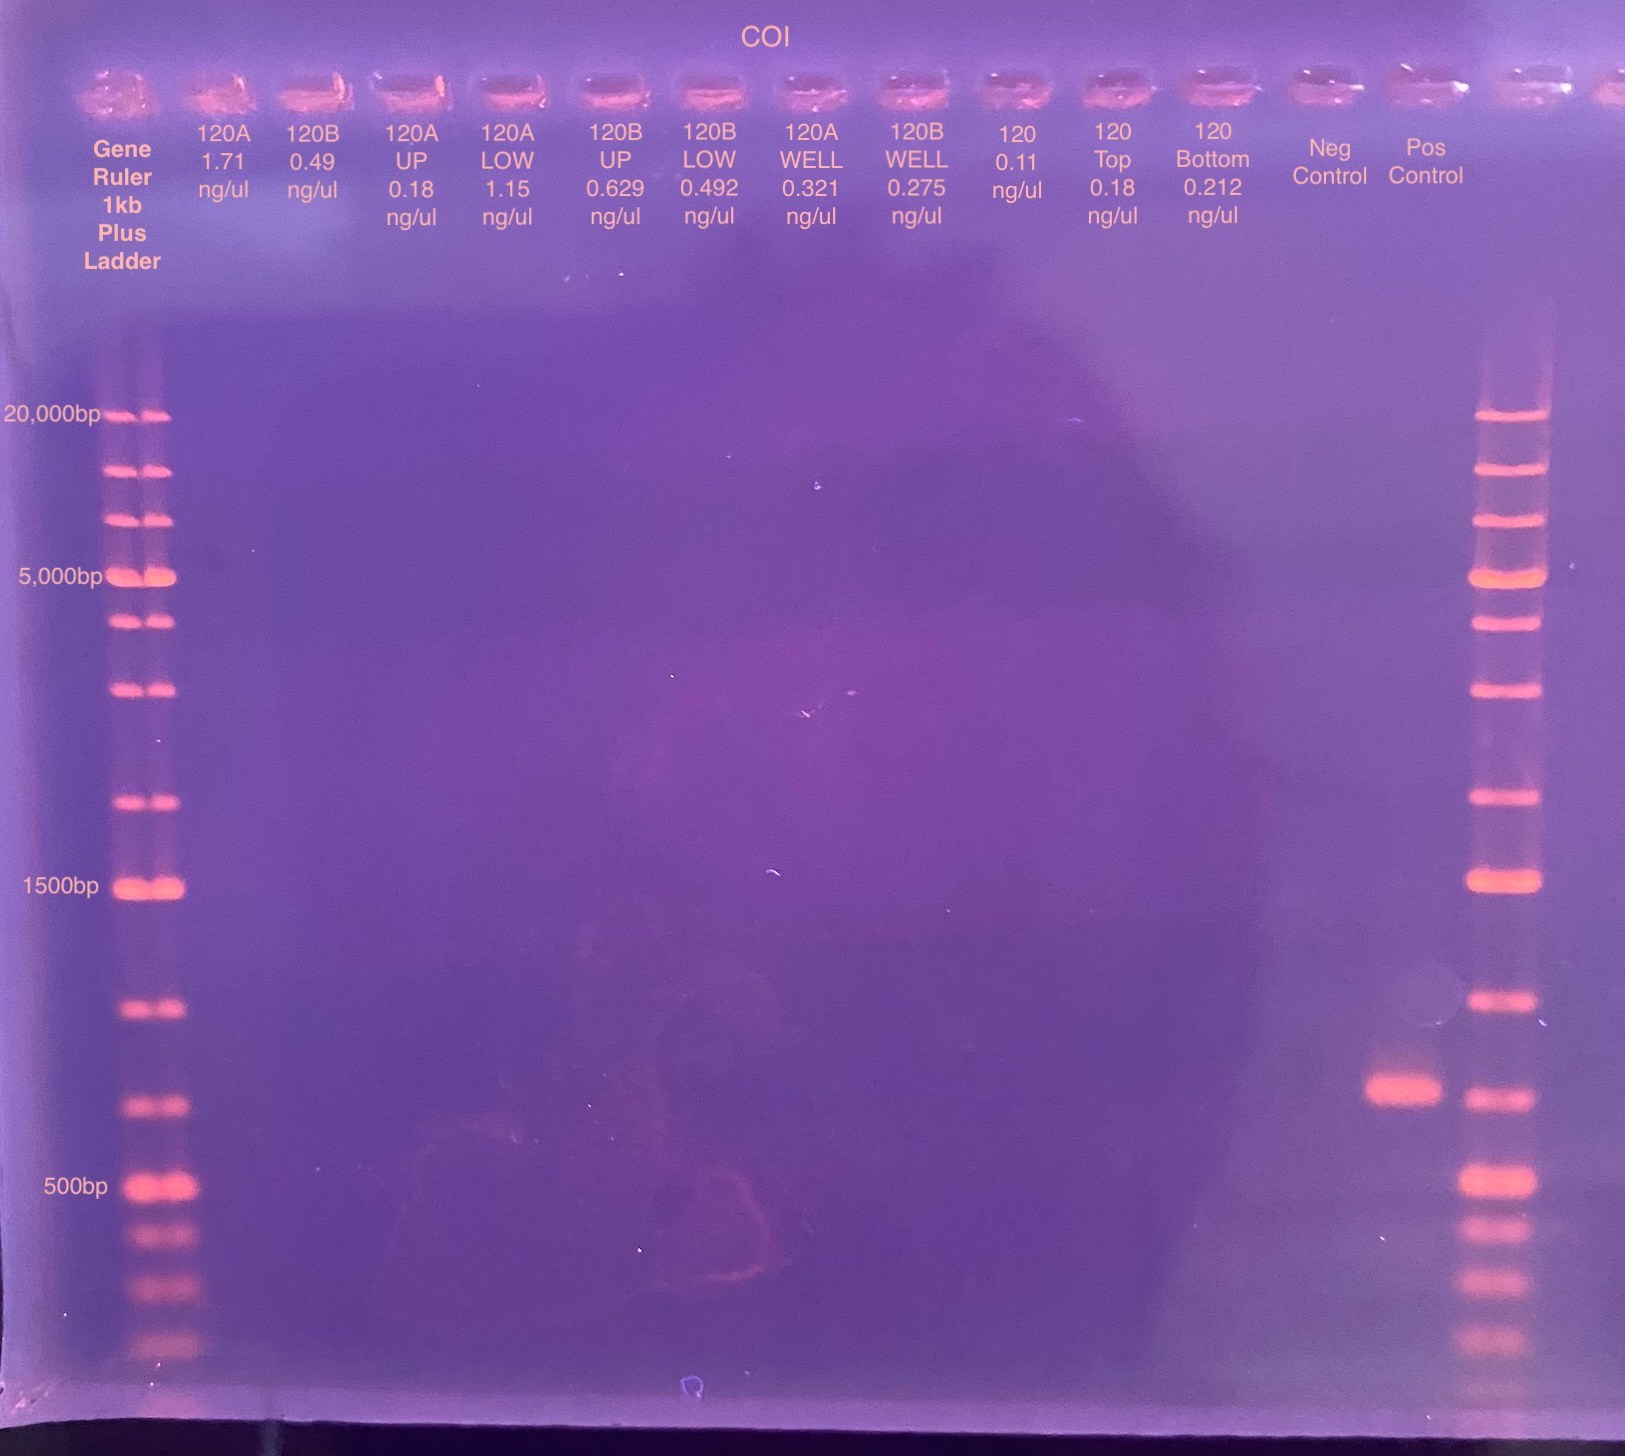 COI
Gene
Ruler
1kb
Plus
Ladder
120A
1.71
ng/ul
120B
0.49
ng/ul
120A
UP
0.18
ng/ul
120A
LOW
1.15
ng/ul
120B
UP
0.629
ng/ul
120B
LOW
0.492
ng/ul
120A
WELL
0.321
ng/ul
120B
WELL
0.275
ng/ul
120
0.11
ng/ul
120
Top
0.18
ng/ul
120
Bottom
0.212
ng/ul
Neg
Control
Pos
Control
20,000bp
5,000bp
1500bp
500bp